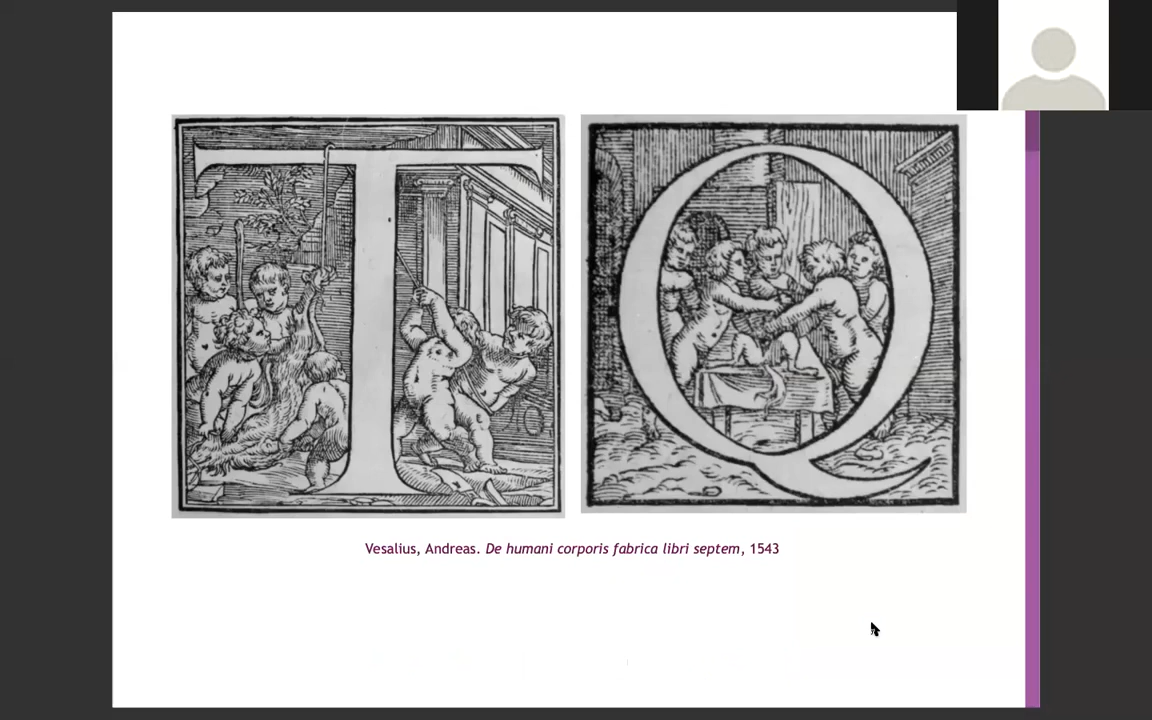 T
Q
Vesalius, Andreas. De humani corporis fabrica libri septem, 1543